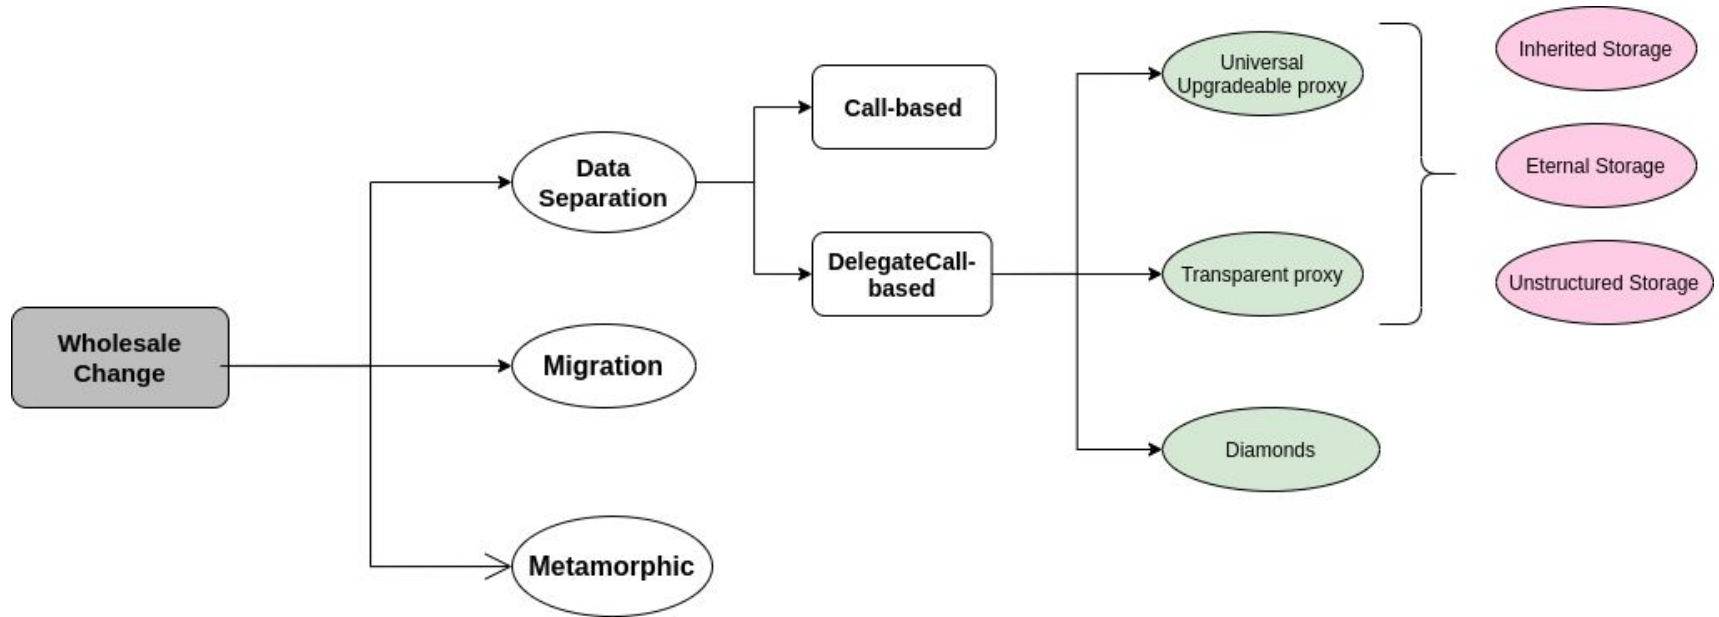 Wholesale
Change
Data
Separation
Migration
Metamorphic
Call-based
DelegateCall-
based
Universal
Upgradeable proxy
Transparent proxy
Diamonds
Inherited Storage
Eternal Storage
Unstructured Storage